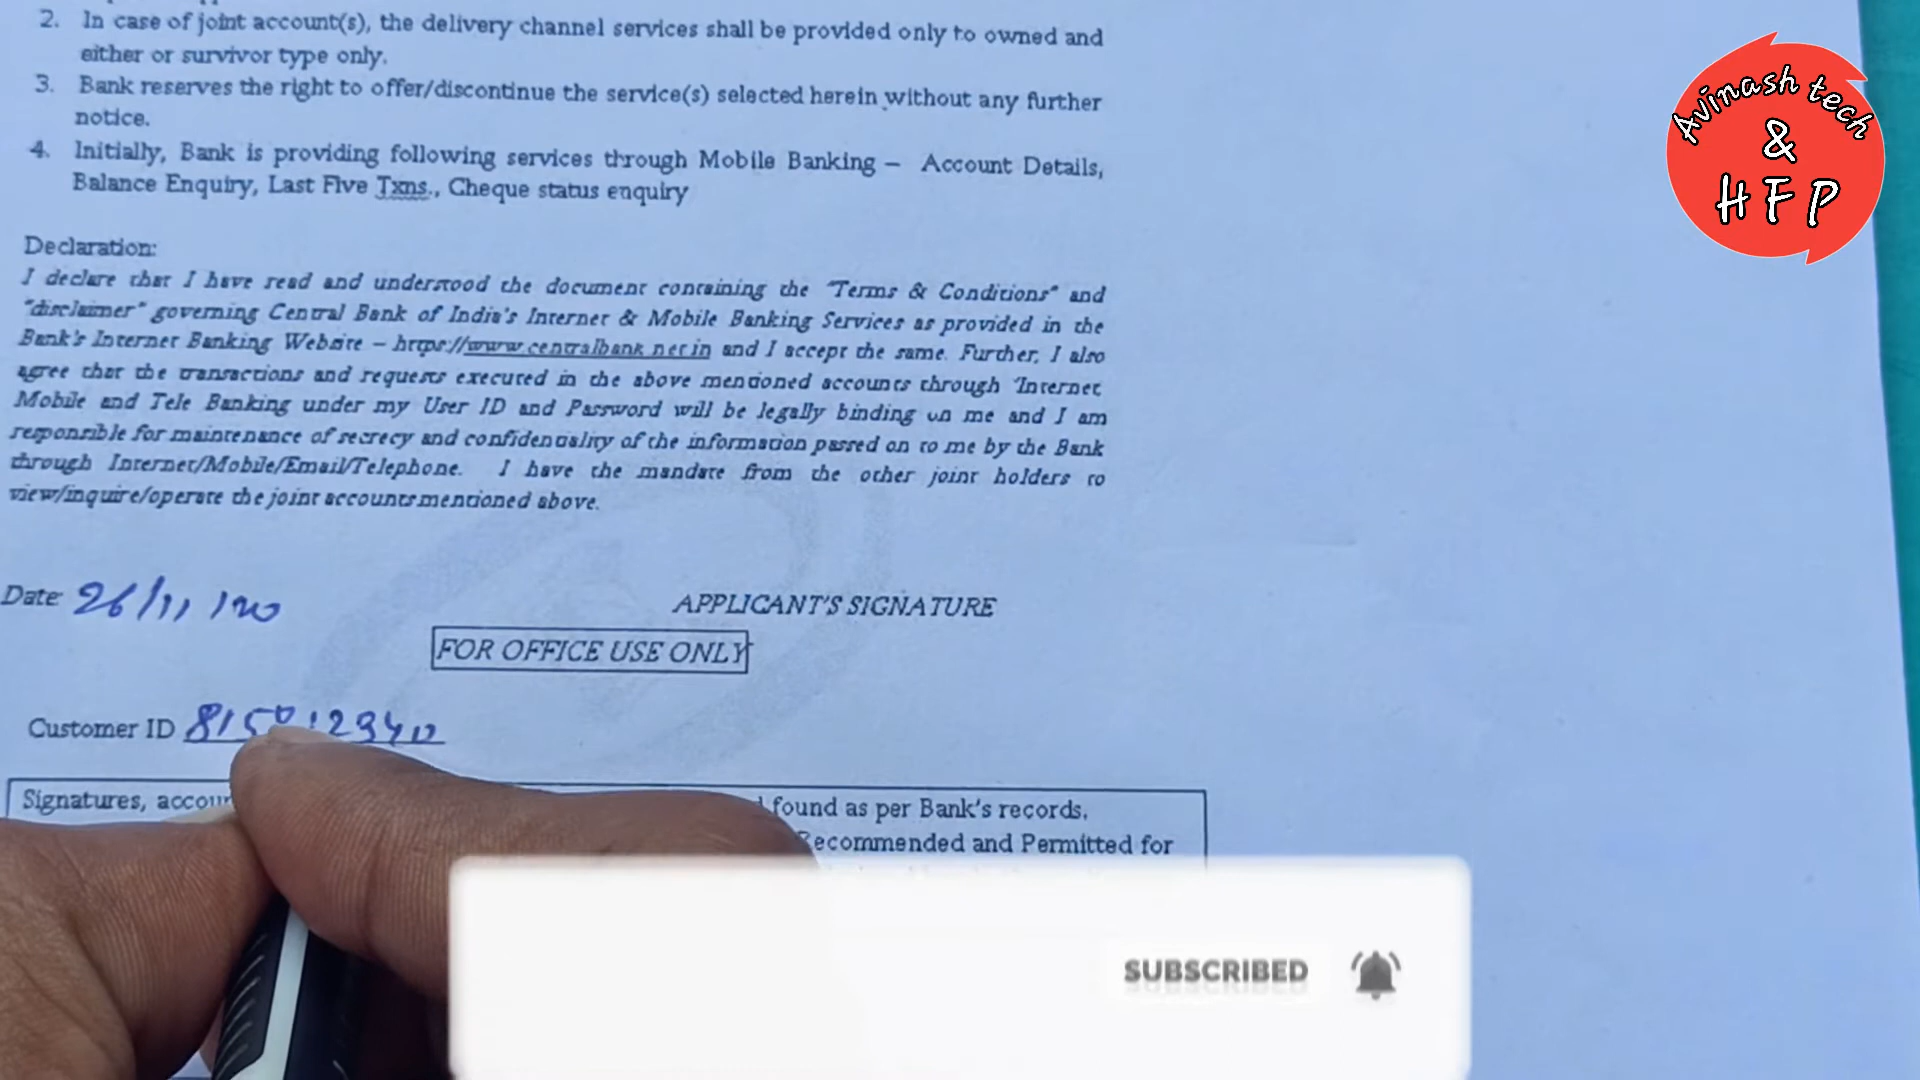 2. In case of joint account(s), the delivery channel services shall be provided only to owned and
either or survivor type only.
3. Bank reserves the right to offer/discontinue the service(s) selected herein without any further
notice.
4. Initially, Bank is providing following services through Mobile Banking – Account Details,
Balance Enquiry, Last Five Txns., Cheque status enquiry
Declaration:
I declare that I have read and understood the document containing the "Terms & Conditions" and
"disclaimer" governing Central Bank of India's Internet & Mobile Banking Services as provided in the
Bank's Internet Banking Website – https://www.centralbank.net.in and I accept the same. Further, I also
agree that the transactions and requests executed in the above mentioned accounts through 'Internet,
Mobile and Tele Banking under my User ID and Password will be legally binding on me and I am
responsible for maintenance of secrecy and confidentiality of the information passed on to me by the Bank
through Internet/Mobile/Email/Telephone. I have the mandate from the other joint holders to
view/inquire/operate the joint accounts mentioned above.
Date: 26/11/20
APPLICANT'S SIGNATURE
FOR OFFICE USE ONLY
Customer ID
Signatures, found as per Bank's records.
Recommended and Permitted for
Avinash tech
&
HFP
SUBSCRIBED